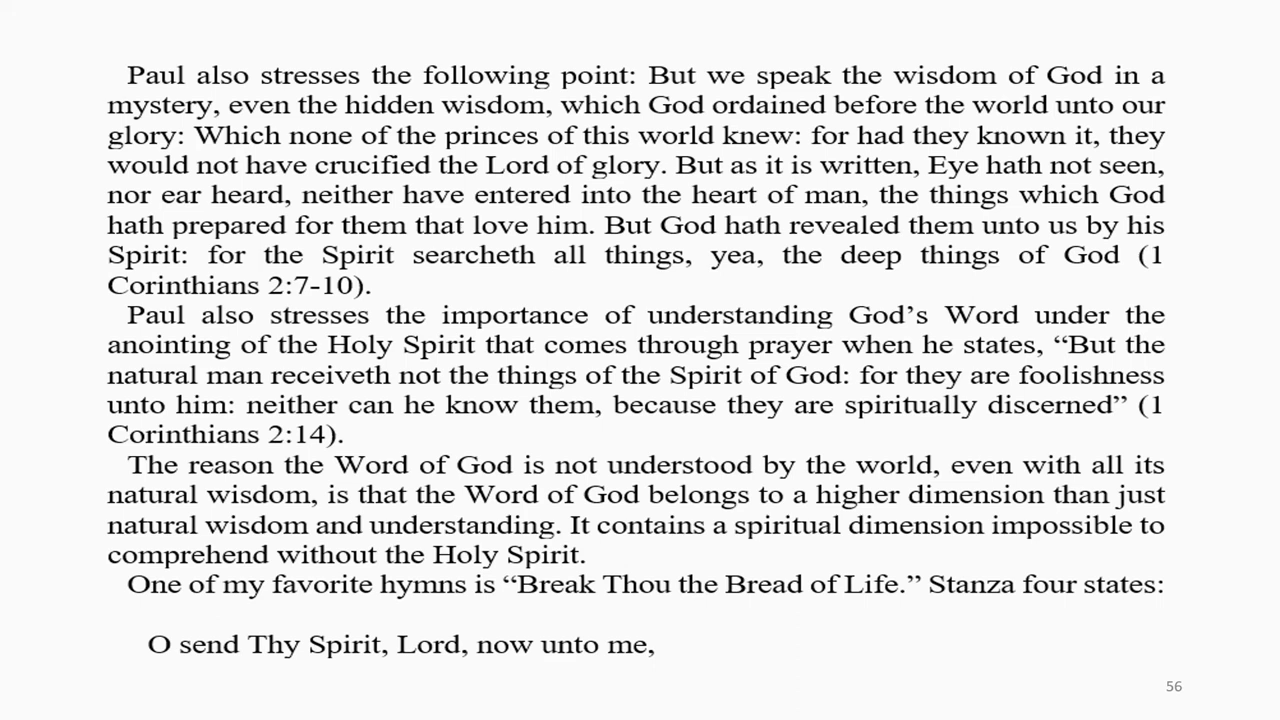 Paul also stresses the following point: But we speak the wisdom of God in a
mystery, even the hidden wisdom, which God ordained before the world unto our
glory: Which none of the princes of this world knew: for had they known it, they
would not have crucified the Lord of glory. But as it is written, Eye hath not seen,
nor ear heard, neither have entered into the heart of man, the things which God
hath prepared for them that love him. But God hath revealed them unto us by his
Spirit: for the Spirit searcheth all things, yea, the deep things of God (1
Corinthians 2:7-10).
Paul also stresses the importance of understanding God’s Word under the
anointing of the Holy Spirit that comes through prayer when he states, “But the
natural man receiveth not the things of the Spirit of God: for they are foolishness
unto him: neither can he know them, because they are spiritually discerned” (1
Corinthians 2:14).
The reason the Word of God is not understood by the world, even with all its
natural wisdom, is that the Word of God belongs to a higher dimension than just
natural wisdom and understanding. It contains a spiritual dimension impossible to
comprehend without the Holy Spirit.
One of my favorite hymns is “Break Thou the Bread of Life.” Stanza four states:
O send Thy Spirit, Lord, now unto me,
56